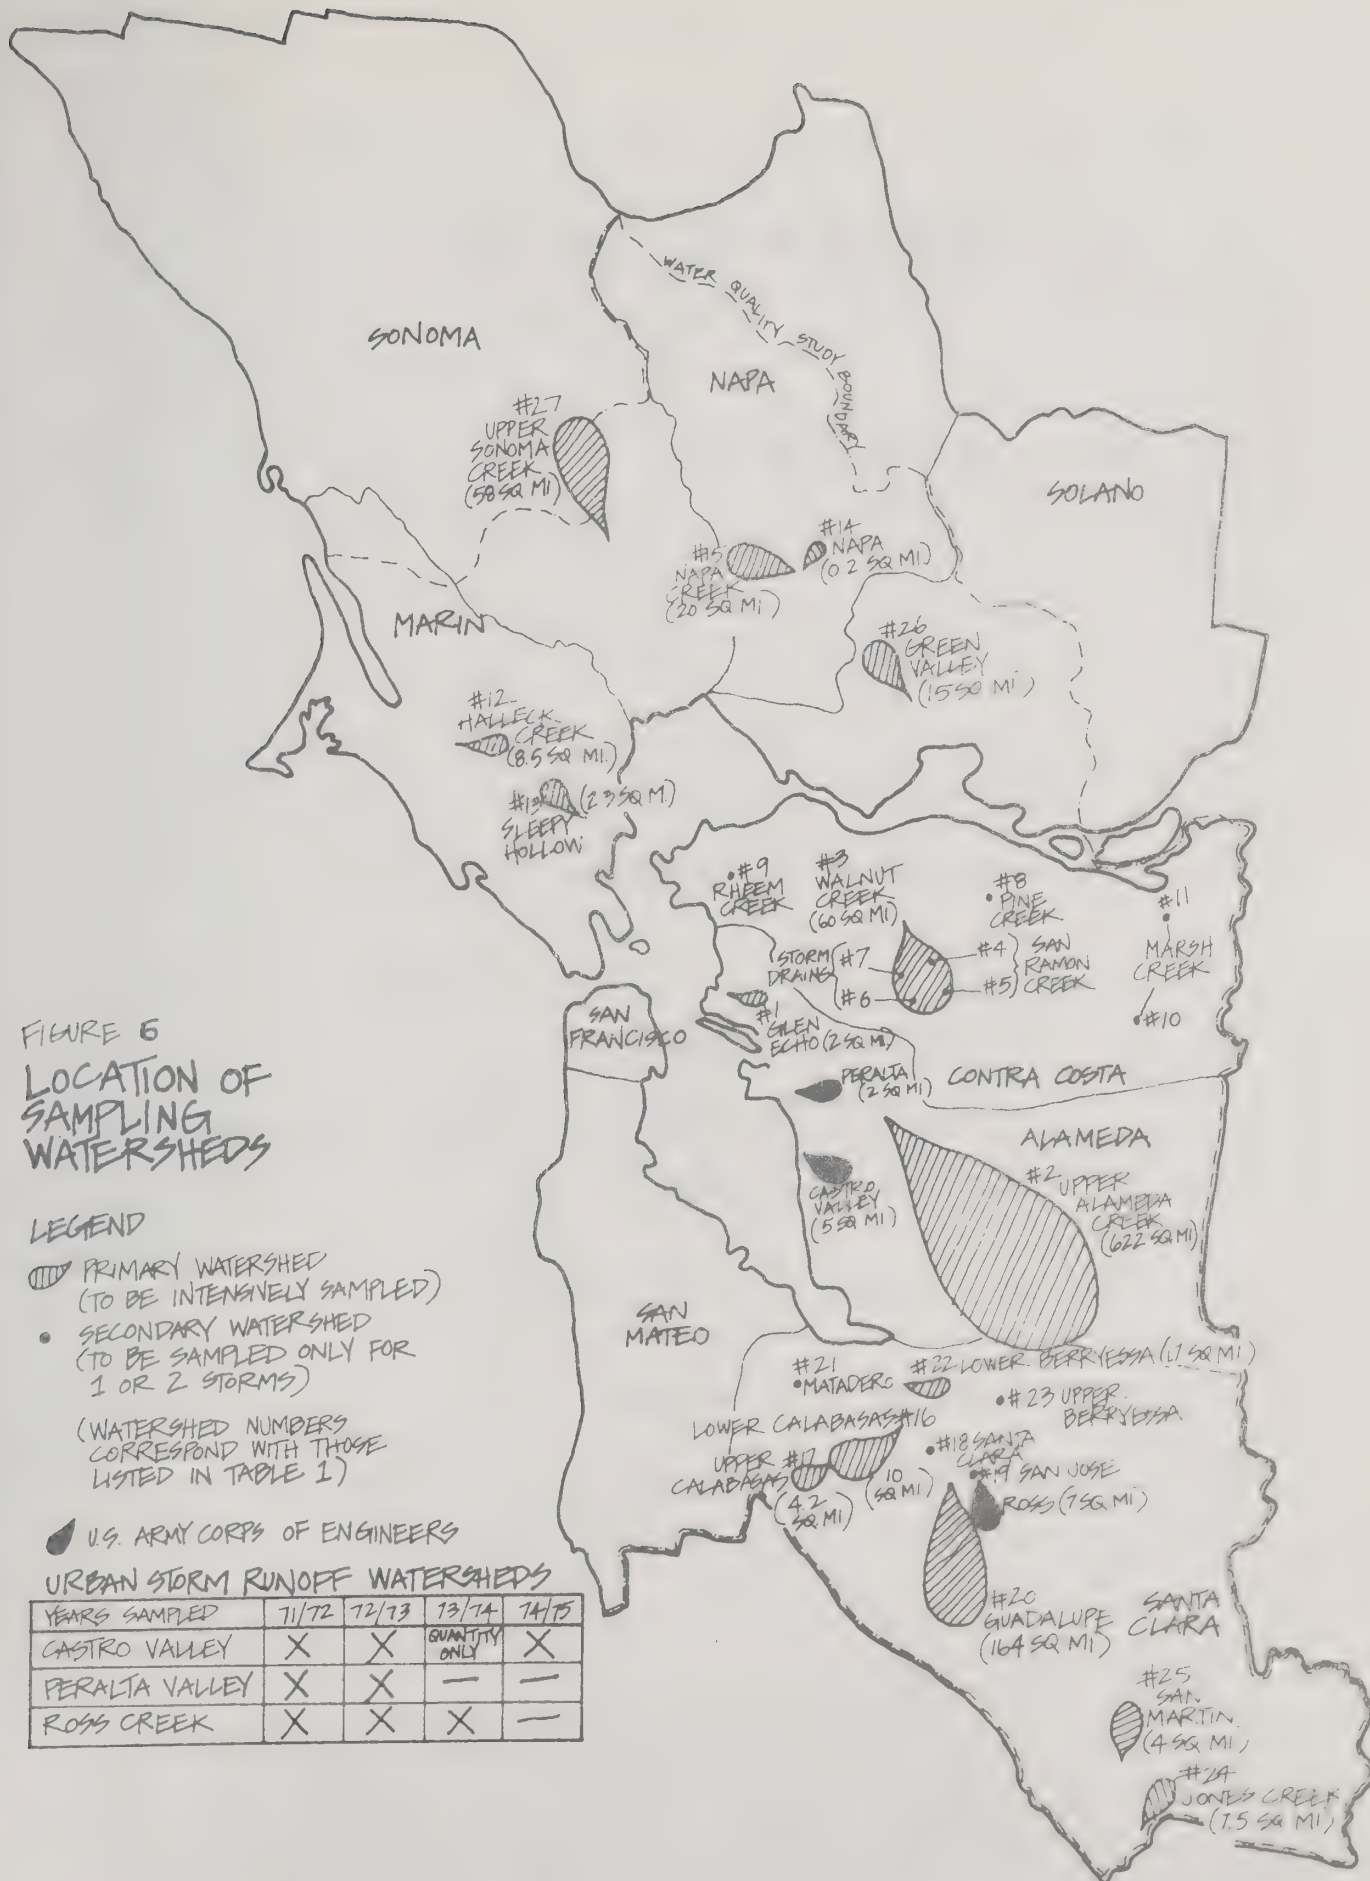 SONOMA
WATER QUALITY STUDY BOUNDARY
NAPA
#27
UPPER
SONOMA
CREEK
(58 SQ MI)
SOLANO
#14
NAPA
(0.2 SQ MI)
NAPA
CREEK
(20 SQ MI)
MARIN
#26
GREEN
VALLEY
(15 SQ MI)
#12
HALLECK
CREEK
(8.5 SQ MI.)
#13 (2.3 SQ M.)
SLEEPY
HOLLOW
#9
RHEEM
CREEK
#3
WALNUT
CREEK
(60 SQ MI)
#8
PINE
CREEK
#11
MARSH
CREEK
#10
STORM
DRAINS
#7
#6
#4
#5
SAN
RAMON
CREEK
#1
GLEN
ECHO (2 SQ MI)
SAN
FRANCISCO
PERALTA
(2 SQ MI)
CONTRA COSTA
ALAMEDA
#2
UPPER
ALAMEDA
CREEK
(622 SQ MI)
CASTRO
VALLEY
(5 SQ MI)
SAN
MATEO
#21
MATADERO
#22 LOWER BERRYESSA (1.7 SQ MI)
#23 UPPER
BERRYESSA
LOWER CALABASAS #16
(10
SQ MI)
UPPER #17
CALABASAS
(4.2
SQ MI)
#18 SANTA
CLARA
#19 SAN JOSE
ROSS (7 SQ MI)
#20
GUADALUPE
(164 SQ MI)
SANTA
CLARA
#25
SAN
MARTIN
(4 SQ MI)
#24
JONES CREEK
(7.5 SQ MI)
FIGURE 6
LOCATION OF
SAMPLING
WATERSHEDS
LEGEND
PRIMARY WATERSHED
(TO BE INTENSIVELY SAMPLED)
SECONDARY WATERSHED
(TO BE SAMPLED ONLY FOR
1 OR 2 STORMS)
(WATERSHED NUMBERS
CORRESPOND WITH THOSE
LISTED IN TABLE 1)
U.S. ARMY CORPS OF ENGINEERS
URBAN STORM RUNOFF WATERSHEDS
YEARS SAMPLED 71/72 72/73 73/74 74/75
CASTRO VALLEY X X QUANTITY ONLY X
PERALTA VALLEY X X — —
ROSS CREEK X X X —